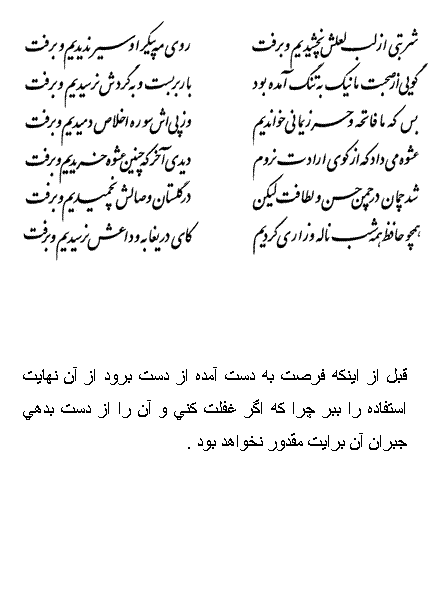 شربتی از لب لعلش نچشیدیم و برفت روی مه پیکر او سیر ندیدیم و برفت
گویی از صحبت ما نیک به تنگ آمده بود بار بربست و به گردش نرسیدیم و برفت
بس که ما فاتحه و حرز یمانی خواندیم وز پی اش سوره اخلاص دمیدیم و برفت
عشوه می داد که از کوی ارادت نروم دیدی آخر که چنین عشوه خریدیم و برفت
شد چمان در چمن حسن و لطافت لیکن در گلستان وصالش نچمیدیم و برفت
همچو حافظ همه شب ناله و زاری کردیم کای دریغا به وداعش نرسیدیم و برفت
قبل از اینکه فرصت به دست آمده از دست برود از آن نهایت
استفاده را ببر چرا که اگر غفلت کني و آن را از دست بدهي
جبران آن برایت مقدور نخواهد بود .